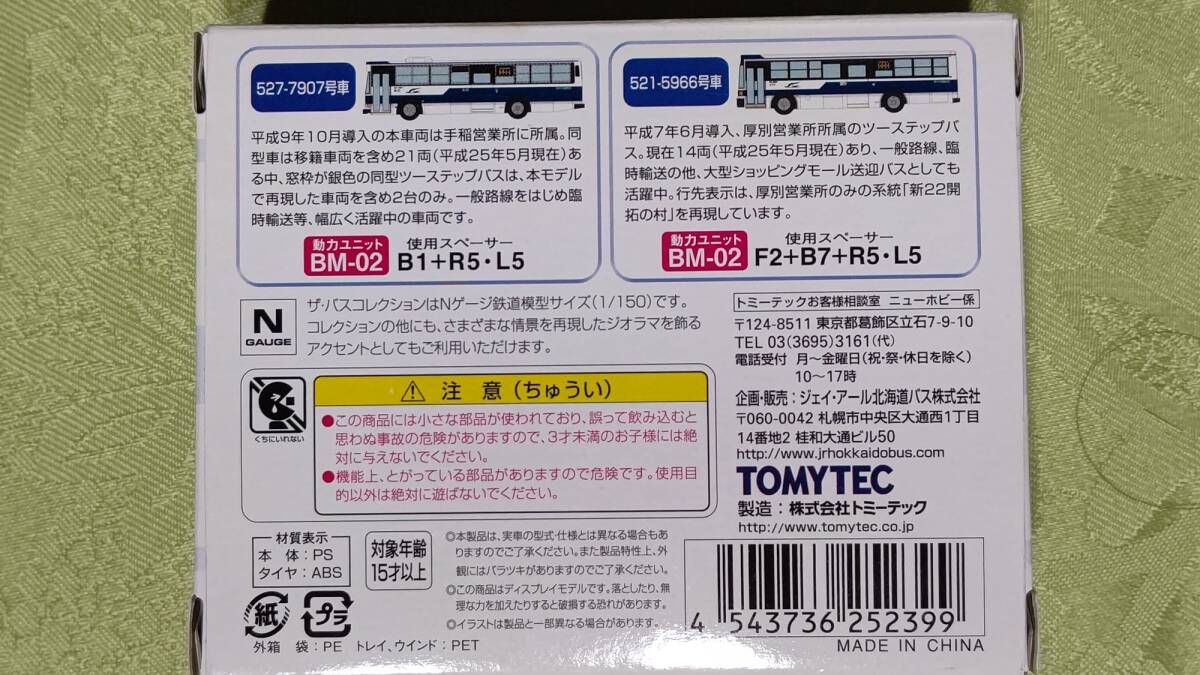 527-7907号車
平成9年10月導入の本車両は手稲営業所に所属。同
型車は移籍車両を含め21両(平成25年5月現在)あ
る中、窓枠が銀色の同型ツーステップバスは、本モデル
で再現した車両を含め2台のみ。一般路線をはじめ臨
時輸送等、幅広く活躍中の車両です。
動力ユニット
BM-02
使用スペーサー
B1+R5・L5
521-5966号車
平成7年6月導入、厚別営業所所属のツーステップバ
ス。現在14両(平成25年5月現在)あり、一般路線、臨
時輸送の他、大型ショッピングモール送迎バスとしても
活躍中。行先表示は、厚別営業所のみの系統「新22開
拓の村」を再現しています。
動力ユニット
BM-02
使用スペーサー
F2+B7+R5・L5
N
GAUGE
ザ・バスコレクションはNゲージ鉄道模型サイズ(1/150)です。
コレクションの他にも、さまざまな情景を再現したジオラマを飾る
アクセントとしてもご利用いただけます。
くちにいれない
注 意(ちゅうい)
●この商品には小さな部品が使われており、誤って飲み込むと
思わぬ事故の危険がありますので、3才未満のお子様には絶
対に与えないでください。
●機能上、とがっている部品がありますので危険です。使用目
的以外は絶対に遊ばないでください。
トミーテックお客様相談室 ニューホビー係
〒124-8511 東京都葛飾区立石7-9-10
TEL 03(3695)3161(代)
電話受付 月~金曜日(祝・祭・休日を除く)
10~17時
企画・販売:ジェイ・アール北海道バス株式会社
〒060-0042 札幌市中央区大通西1丁目
14番地2 桂和大通ビル50
http://www.jrhokkaidobus.com
TOMYTEC
製造:株式会社トミーテック
http://www.tomytec.co.jp
材質表示
本 体:PS
タイヤ:ABS
対象年齢
15才以上
◎本製品は、実車の型式・仕様とは異なる場合もあ
りますのでご了承ください。また製品特性上、外
観にはバラツキがありますのでご了承ください。
◎この商品はディスプレイモデルです。落としたり、無
理な力を加えたりすると破損する恐れがあります。
◎イラストは製品と一部異なる場合があります。
紙
プラ
外箱 袋:PE トレイ,ウインド:PET
4 543736 252399
MADE IN CHINA